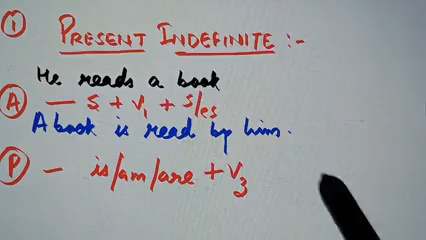 ① PRESENT INDEFINITE :-
He reads a book
Ⓐ — S + V₁ + s/es
A book is read by him.
Ⓟ — is/am/are + V₃